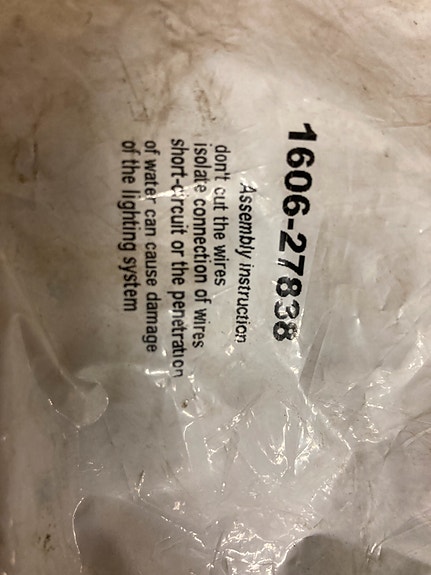 1606-27838
Assembly instruction
don't cut the wires
isolate connection of wires
short-circuit or the penetration
of water can cause damage
of the lighting system